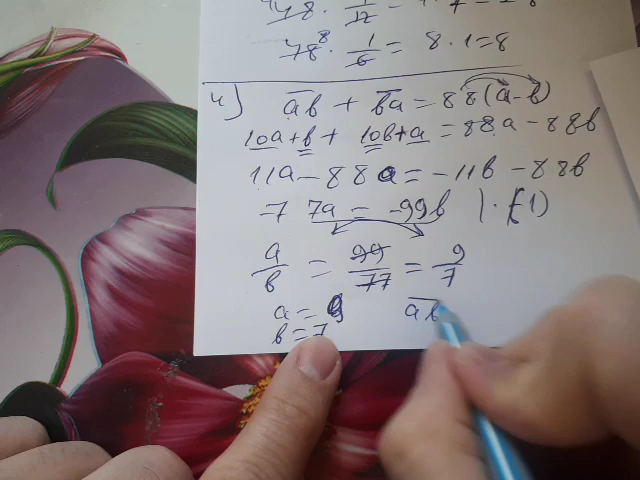 48 · 1/6 = 8 · 1 = 8
4) ab + ba = 88(a-b)
10a + b + 10b + a = 88a - 88b
11a - 88a = -11b - 88b
-77a = -99b | · (-1)
a/b = 99/77 = 9/7
a = 9
b = 7
ab